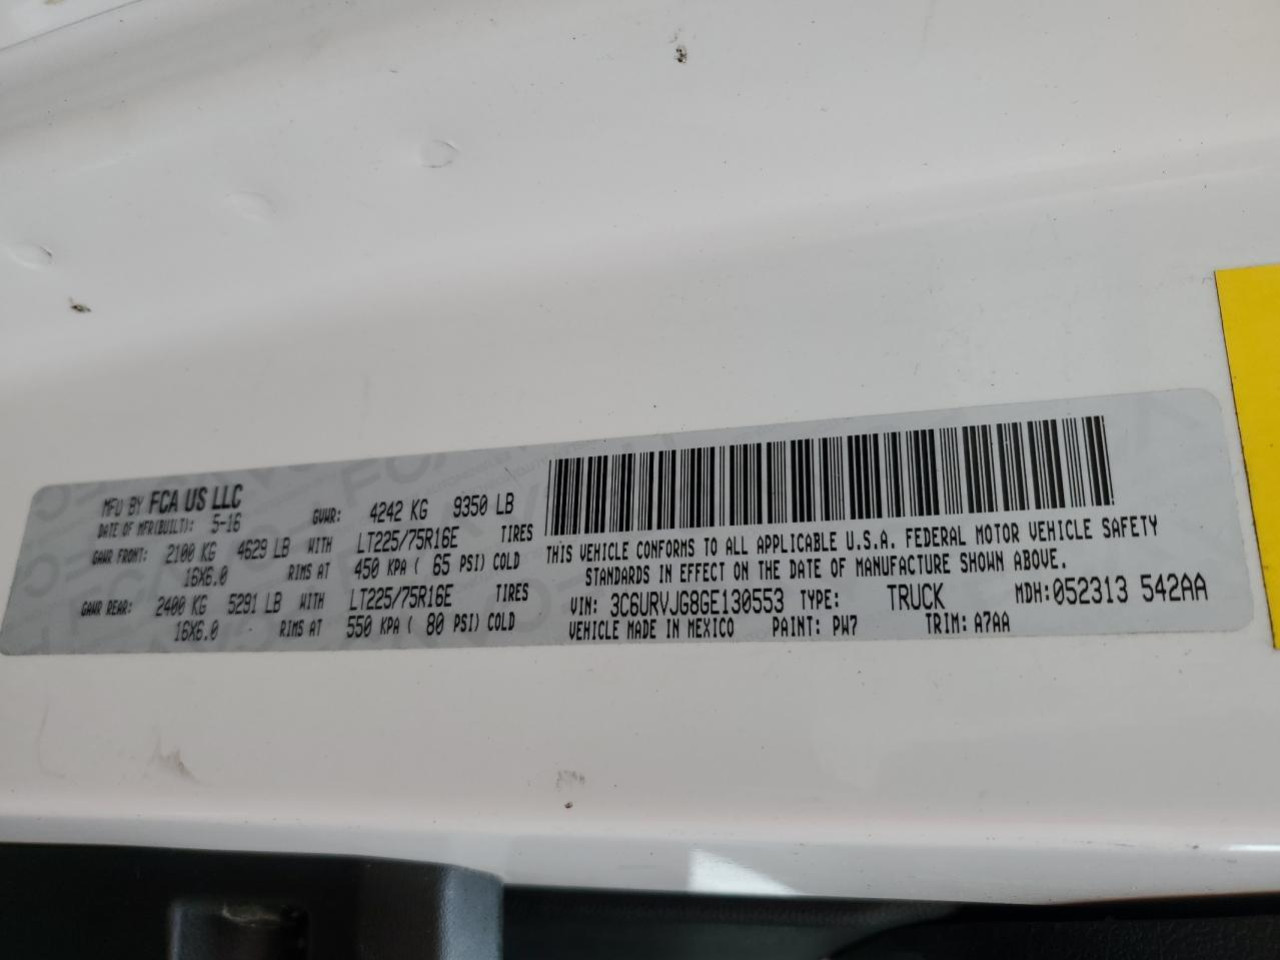 MFD BY FCA US LLC
DATE OF MFR(BUILT): 5-16 GVWR: 4242 KG 9350 LB
GAWR FRONT: 2100 KG 4629 LB WITH LT225/75R16E TIRES
16X6.0 RIMS AT 450 KPA ( 65 PSI) COLD
GAWR REAR: 2400 KG 5291 LB WITH LT225/75R16E TIRES
16X6.0 RIMS AT 550 KPA ( 80 PSI) COLD
THIS VEHICLE CONFORMS TO ALL APPLICABLE U.S.A. FEDERAL MOTOR VEHICLE SAFETY
STANDARDS IN EFFECT ON THE DATE OF MANUFACTURE SHOWN ABOVE.
VIN: 3C6URVJG8GE130553 TYPE: TRUCK MDH: 052313 542AA
VEHICLE MADE IN MEXICO PAINT: PW7 TRIM: A7AA